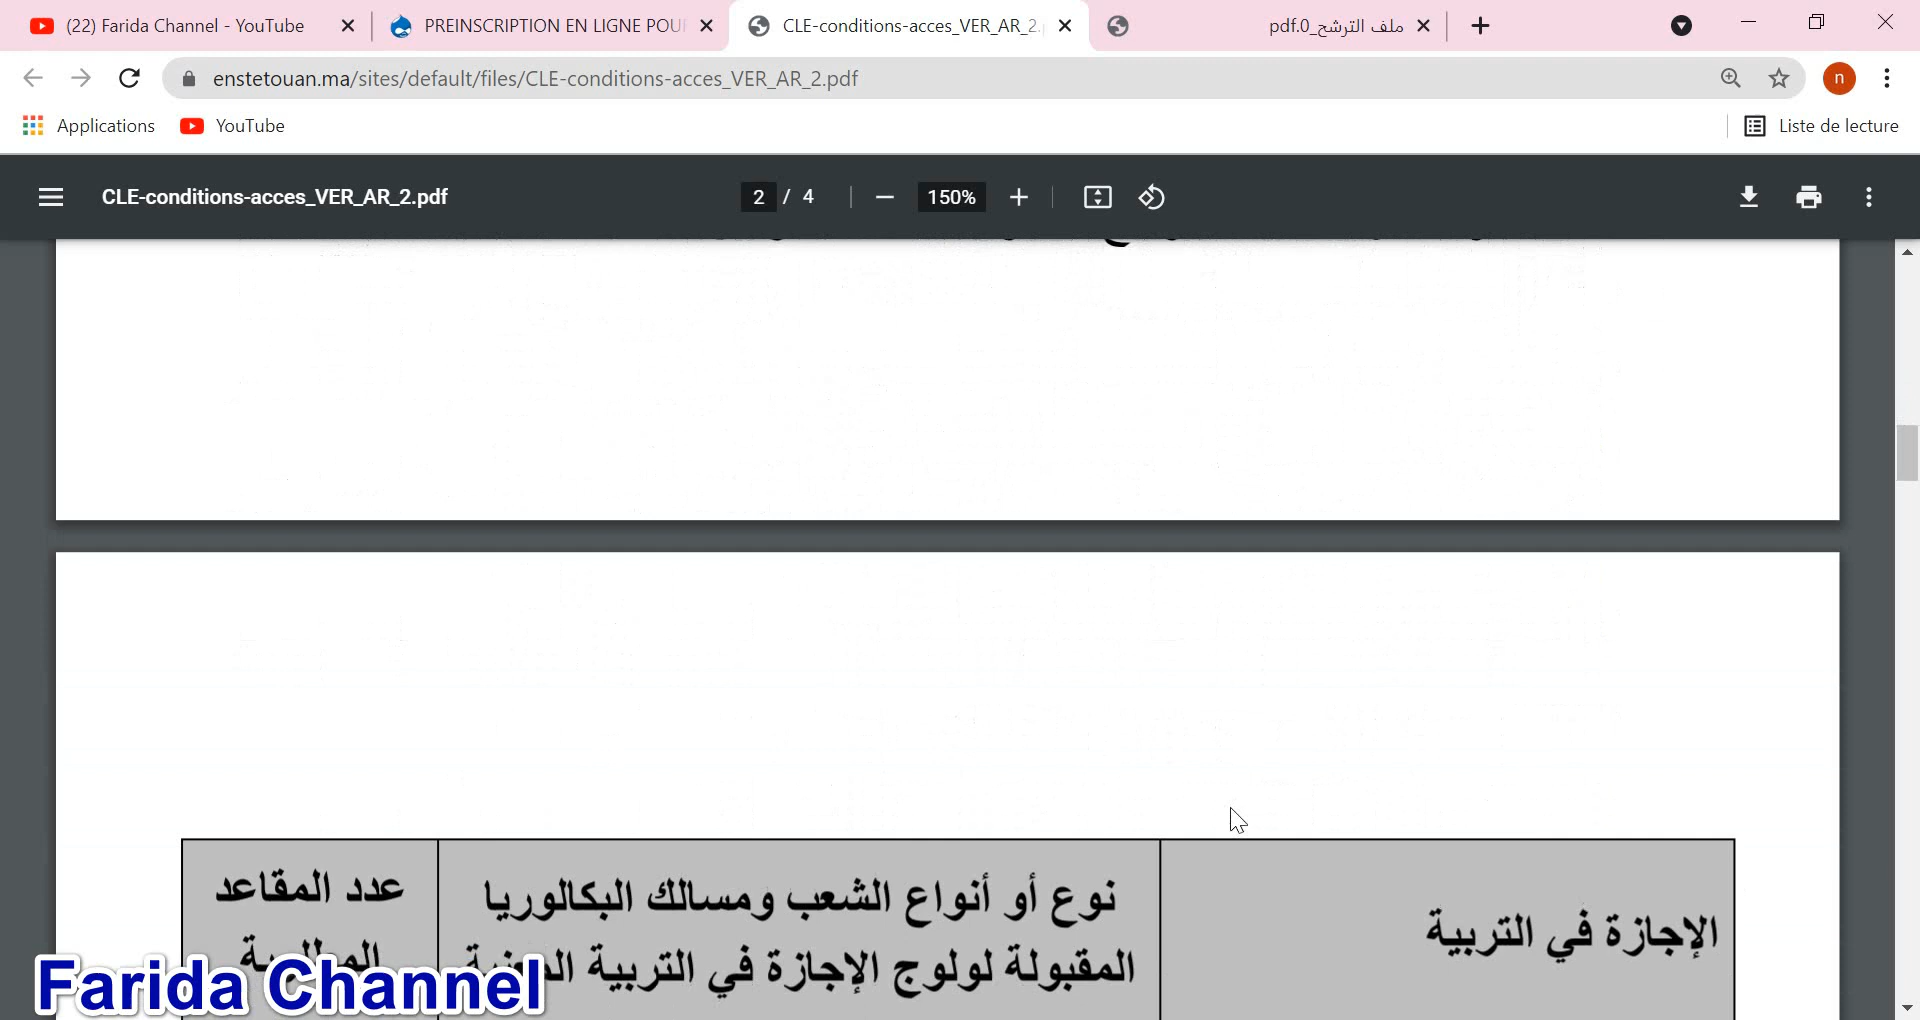 (22) Farida Channel - YouTube
PREINSCRIPTION EN LIGNE POU
CLE-conditions-acces_VER_AR_2.
ملف الترشح_0.pdf
enstetouan.ma/sites/default/files/CLE-conditions-acces_VER_AR_2.pdf
n
Applications
YouTube
Liste de lecture
CLE-conditions-acces_VER_AR_2.pdf
2 / 4
150%
الإجازة في التربية
نوع أو أنواع الشعب ومسالك البكالوريا
المقبولة لولوج الإجازة في التربية
عدد المقاعد
Farida Channel